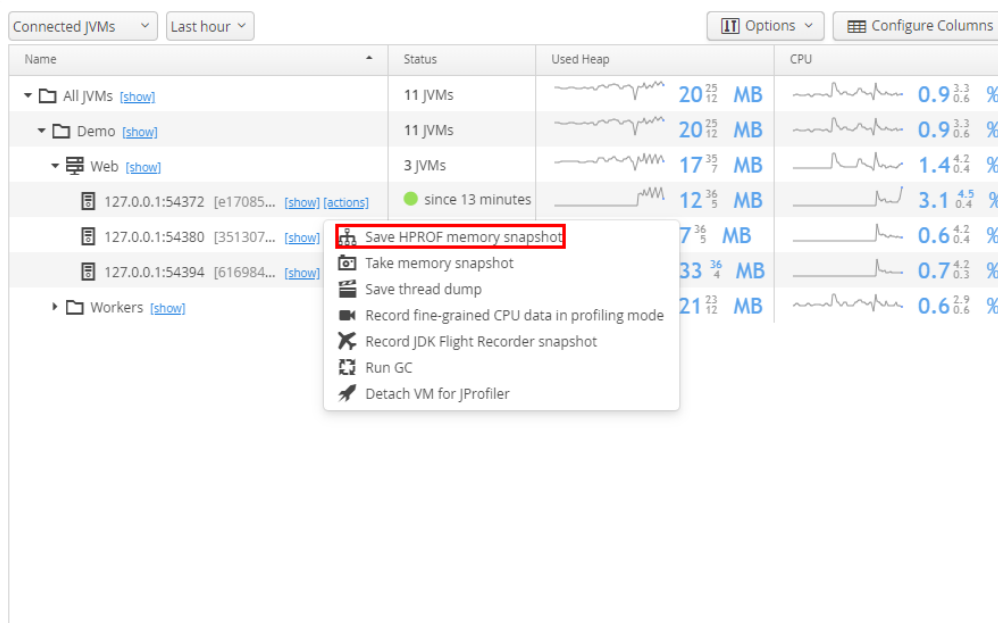 Connected JVMs Last hour Options Configure Columns
Name Status Used Heap CPU
All JVMs [show] 11 JVMs 20 25 12 MB 0.9 3.3 0.6 %
Demo [show] 11 JVMs 20 25 12 MB 0.9 3.3 0.6 %
Web [show] 3 JVMs 17 35 7 MB 1.4 4.2 0.4 %
127.0.0.1:54372 [e17085... [show] [actions] since 13 minutes 12 36 5 MB 3.1 4.5 0.4 %
127.0.0.1:54380 [351307... [show] 7 36 5 MB 0.6 4.2 0.4 %
127.0.0.1:54394 [616984... [show] 33 36 4 MB 0.7 4.2 0.3 %
Workers [show] 21 23 12 MB 0.6 2.9 0.6 %
Save HPROF memory snapshot
Take memory snapshot
Save thread dump
Record fine-grained CPU data in profiling mode
Record JDK Flight Recorder snapshot
Run GC
Detach VM for JProfiler